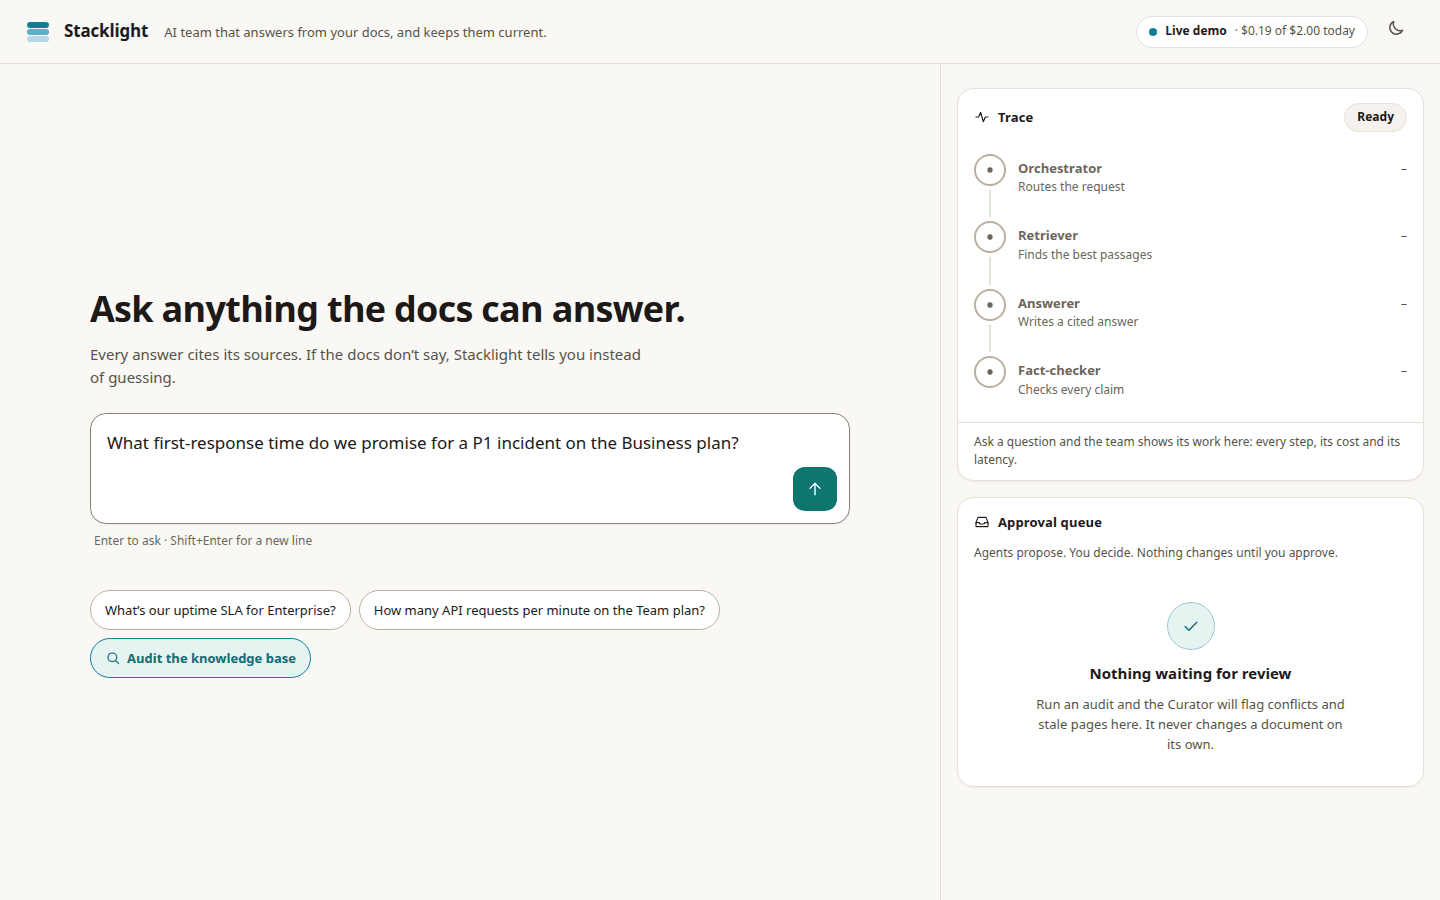 Stacklight
AI team that answers from your docs, and keeps them current.
Live demo · $0.19 of $2.00 today
Ask anything the docs can answer.
Every answer cites its sources. If the docs don’t say, Stacklight tells you instead
of guessing.
What first-response time do we promise for a P1 incident on the Business plan?
Enter to ask · Shift+Enter for a new line
What’s our uptime SLA for Enterprise?
How many API requests per minute on the Team plan?
Audit the knowledge base
Trace
Ready
Orchestrator –
Routes the request
Retriever –
Finds the best passages
Answerer –
Writes a cited answer
Fact-checker –
Checks every claim
Ask a question and the team shows its work here: every step, its cost and its
latency.
Approval queue
Agents propose. You decide. Nothing changes until you approve.
Nothing waiting for review
Run an audit and the Curator will flag conflicts and
stale pages here. It never changes a document on
its own.